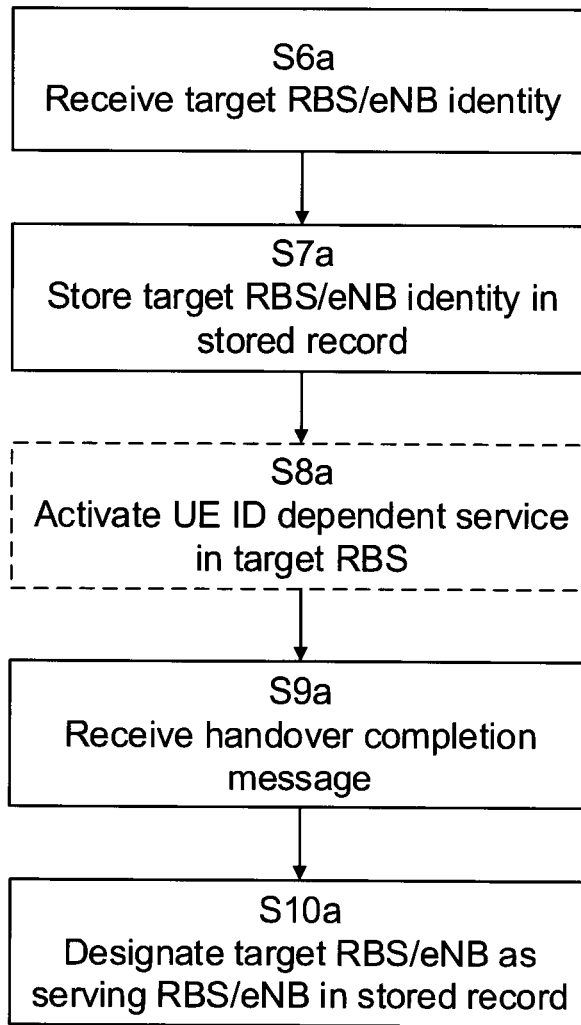 S6a
Receive target RBS/eNB identity
S7a
Store target RBS/eNB identity in
stored record
S8a
Activate UE ID dependent service
in target RBS
S9a
Receive handover completion
message
S10a
Designate target RBS/eNB as
serving RBS/eNB in stored record